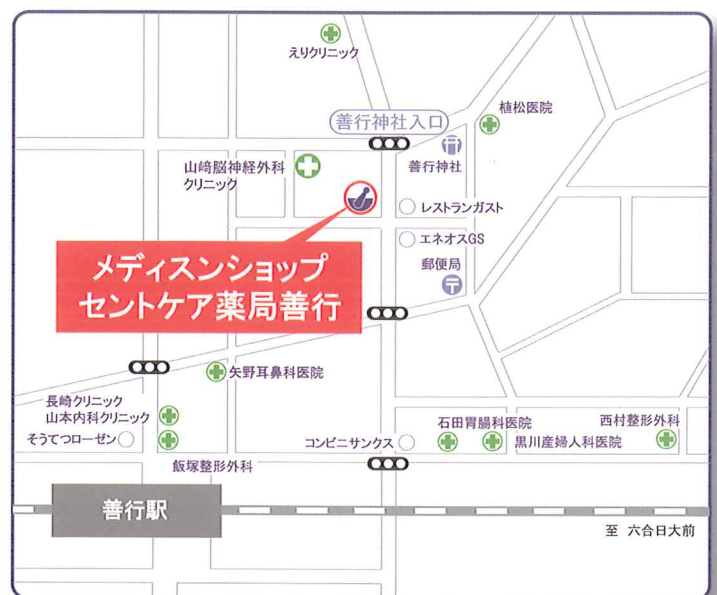 えりクリニック
善行神社入口
植松医院
山﨑脳神経外科
クリニック
善行神社
レストランガスト
エネオスGS
郵便局
メディスンショップ
セントケア薬局善行
矢野耳鼻科医院
長崎クリニック
山本内科クリニック
そうてつローゼン
飯塚整形外科
コンビニサンクス
石田胃腸科医院
黒川産婦人科医院
西村整形外科
善行駅
至 六合日大前